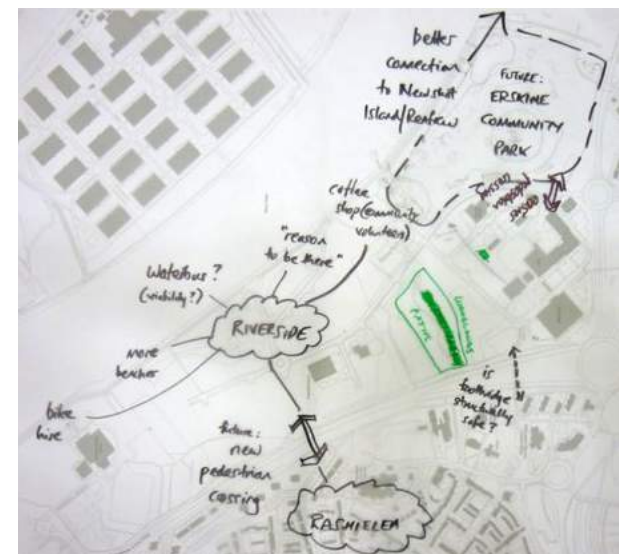 better
connection
to Newshot
Island/Renfrew
FUTURE:
ERSKINE
COMMUNITY
PARK
coffee
shop (community
volunteers)
"reason
to be there"
Waterbus?
(viability?)
RIVERSIDE
more
benches
bike
hire
future:
new
pedestrian
crossing
is
footbridge
structurally
safe?